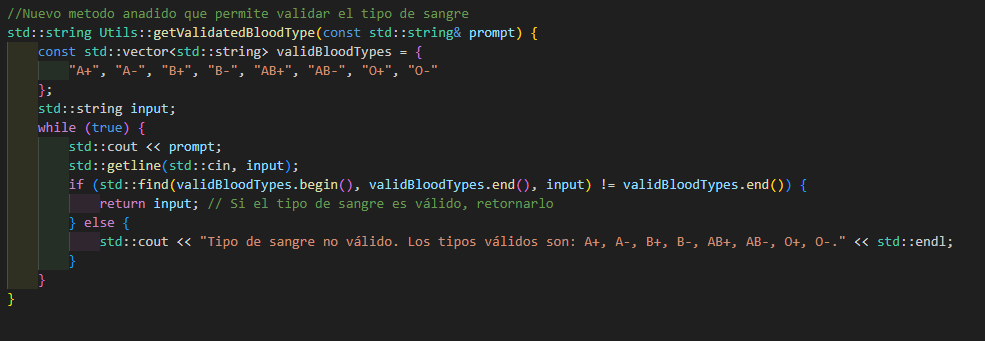 //Nuevo metodo anadido que permite validar el tipo de sangre
std::string Utils::getValidatedBloodType(const std::string& prompt) {
    const std::vector<std::string> validBloodTypes = {
        "A+", "A-", "B+", "B-", "AB+", "AB-", "O+", "O-"
    };
    std::string input;
    while (true) {
        std::cout << prompt;
        std::getline(std::cin, input);
        if (std::find(validBloodTypes.begin(), validBloodTypes.end(), input) != validBloodTypes.end()) {
            return input; // Si el tipo de sangre es válido, retornarlo
        } else {
            std::cout << "Tipo de sangre no válido. Los tipos válidos son: A+, A-, B+, B-, AB+, AB-, O+, O-." << std::endl;
        }
    }
}